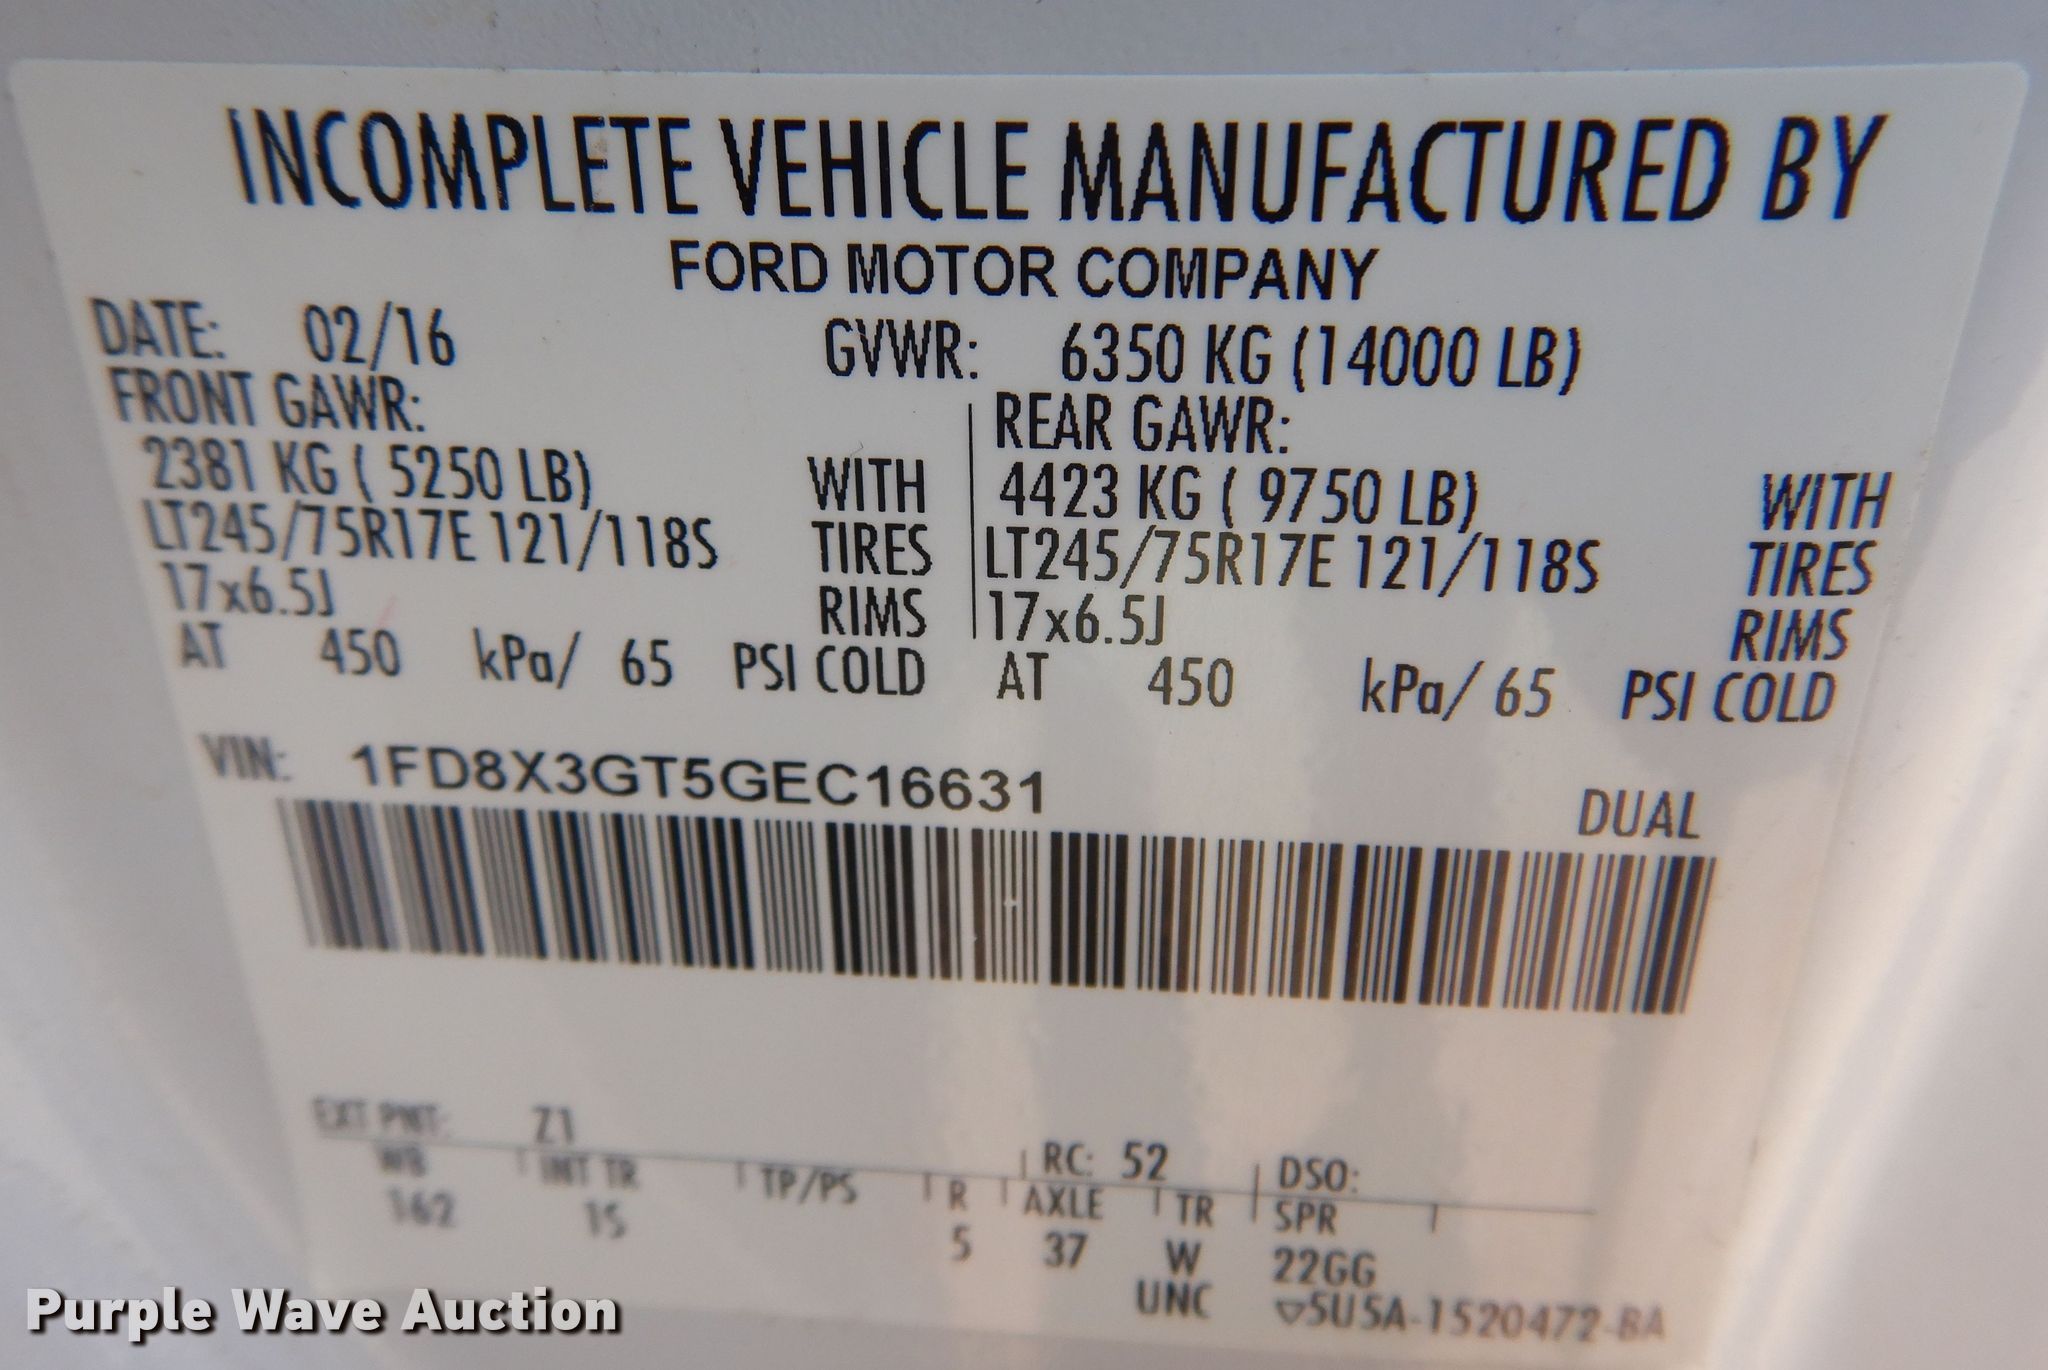 INCOMPLETE VEHICLE MANUFACTURED BY
FORD MOTOR COMPANY
DATE: 02/16 GVWR: 6350 KG (14000 LB)
FRONT GAWR: REAR GAWR:
2381 KG ( 5250 LB) WITH 4423 KG ( 9750 LB) WITH
LT245/75R17E 121/118S TIRES LT245/75R17E 121/118S TIRES
17x6.5J RIMS 17x6.5J RIMS
AT 450 kPa/ 65 PSI COLD AT 450 kPa/ 65 PSI COLD
VIN: 1FD8X3GT5GEC16631
DUAL
EXT PNT: Z1 RC: 52 DSO:
WB INT TR TP/PS R AXLE TR SPR
162 1S 5 37 W 22GG
UNC ▽5U5A-1520472-BA
Purple Wave Auction